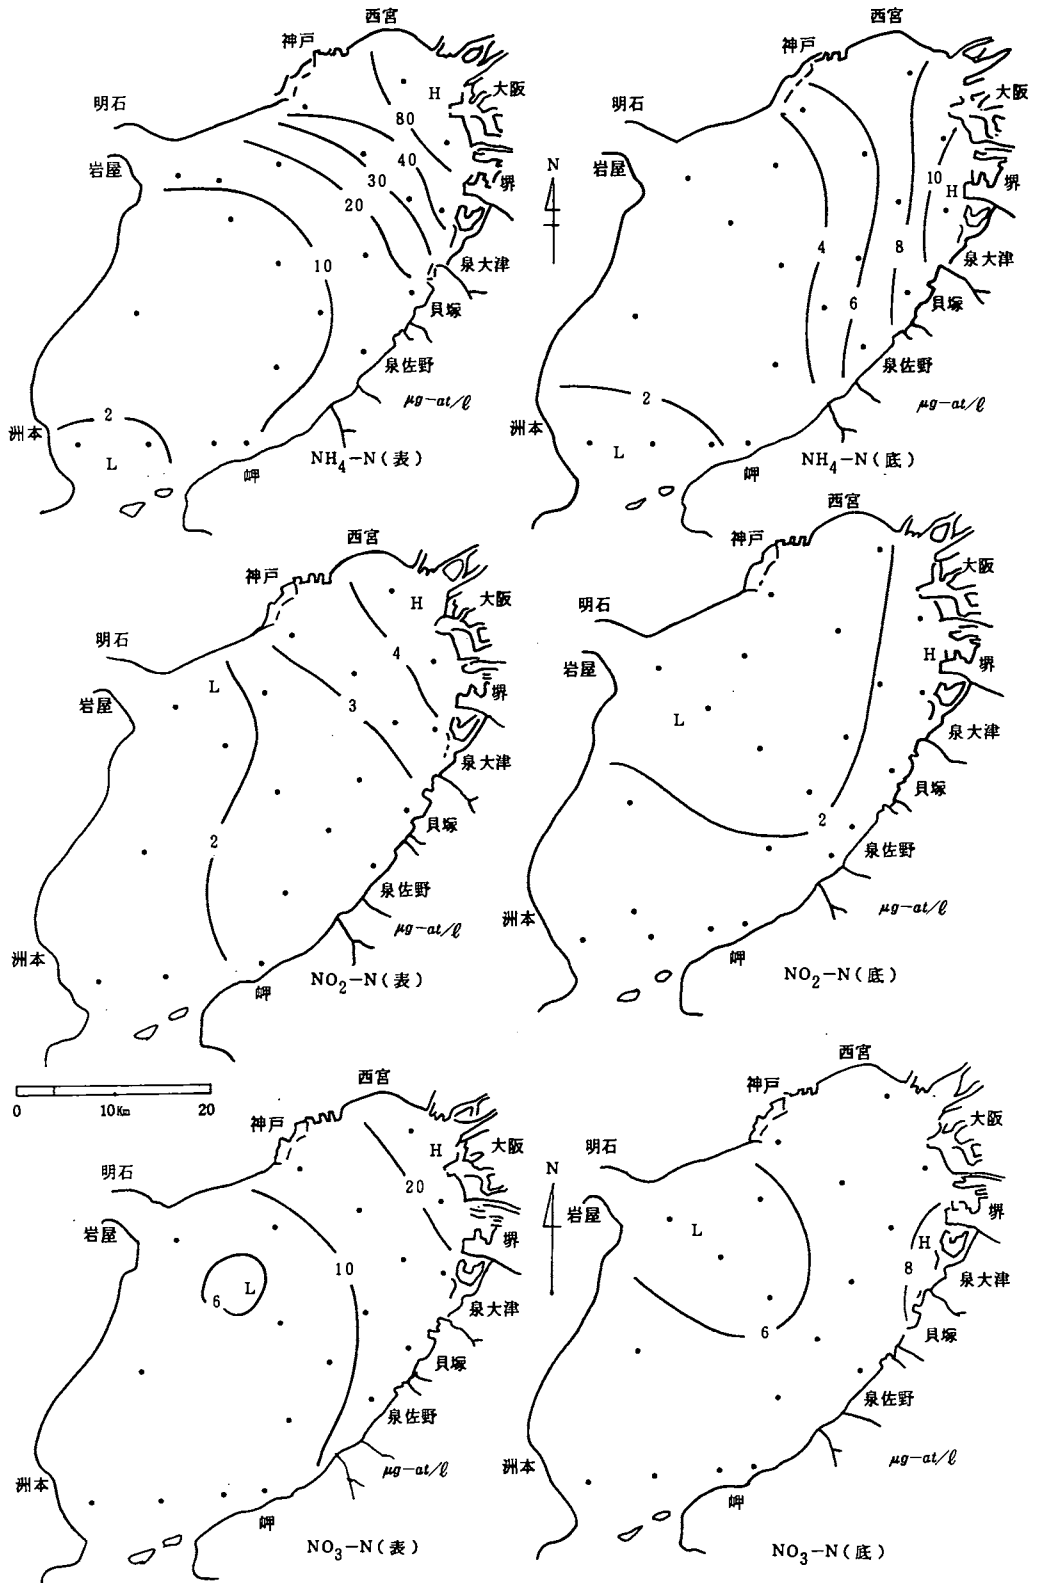 西宮
神戸
H
大阪
明石
80
岩屋
40
30
堺
20
10
泉大津
貝塚
泉佐野
μg-at/ℓ
2
洲本
L
岬
NH₄-N(表)
西宮
神戸
大阪
明石
岩屋
N
10
堺
H
4
8
泉大津
6
貝塚
泉佐野
μg-at/ℓ
2
洲本
L
岬
NH₄-N(底)
西宮
神戸
H
大阪
明石
4
L
岩屋
堺
3
泉大津
貝塚
2
泉佐野
μg-at/ℓ
洲本
岬
NO₂-N(表)
西宮
神戸
大阪
明石
岩屋
H
堺
L
泉大津
貝塚
2
泉佐野
μg-at/ℓ
洲本
岬
NO₂-N(底)
0 10Km 20
西宮
神戸
H
大阪
明石
20
岩屋
堺
10
L
6
泉大津
貝塚
泉佐野
μg-at/ℓ
洲本
岬
NO₃-N(表)
西宮
神戸
大阪
明石
N
岩屋
堺
L
H
8
泉大津
6
貝塚
泉佐野
μg-at/ℓ
洲本
岬
NO₃-N(底)